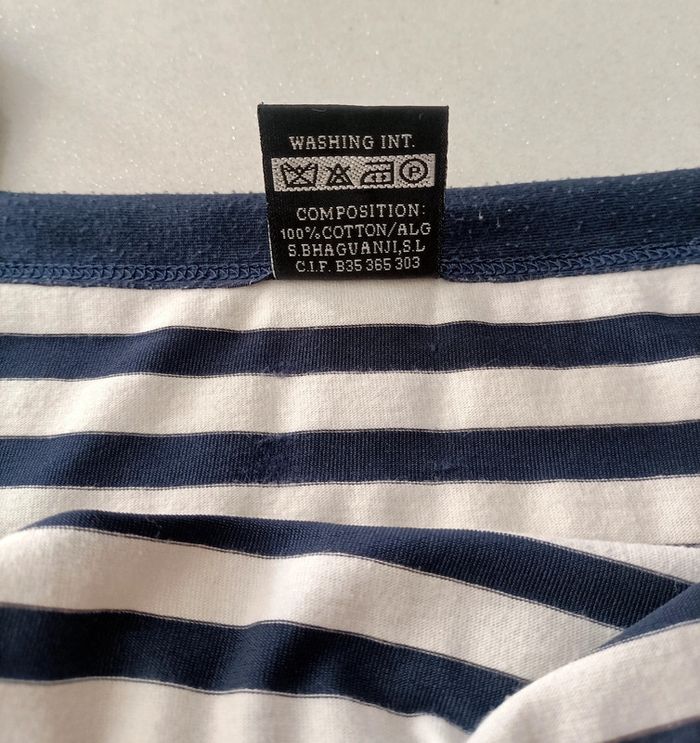 WASHING INT.
P
COMPOSITION:
100%COTTON/ALG
S.BHAGUANJI,S.L
C.I.F. B35 365 303